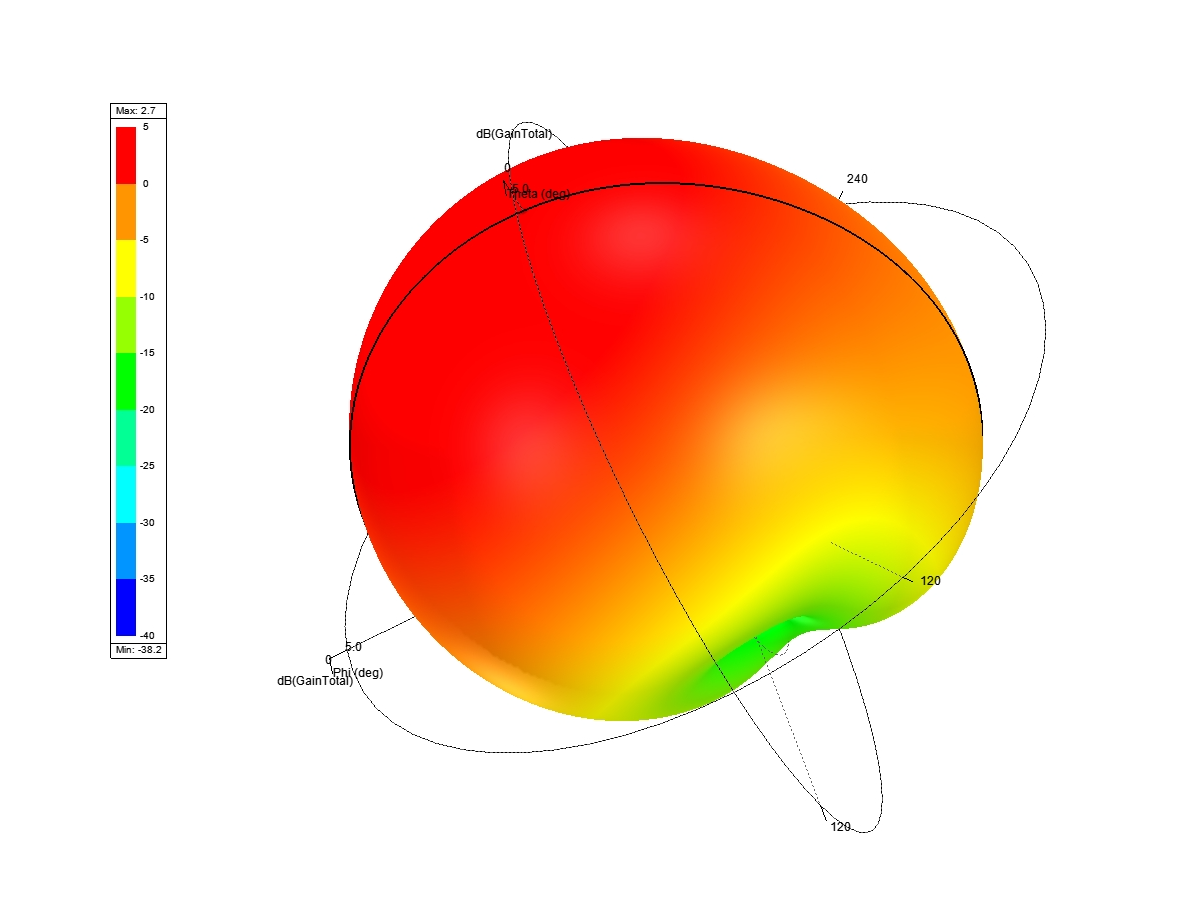 Max: 2.7
5
0
-5
-10
-15
-20
-25
-30
-35
-40
Min: -38.2
dB(GainTotal)
0
5.0
Theta (deg)
240
120
5.0
0
Phi (deg)
dB(GainTotal)
120